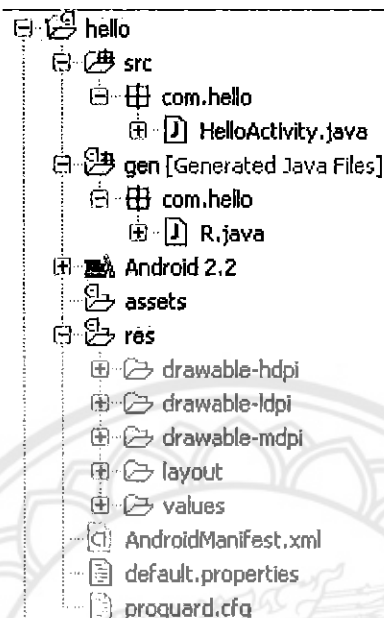 hello
src
com.hello
HelloActivity.java
gen [Generated Java Files]
com.hello
R.java
Android 2.2
assets
res
drawable-hdpi
drawable-ldpi
drawable-mdpi
layout
values
AndroidManifest.xml
default.properties
proguard.cfg